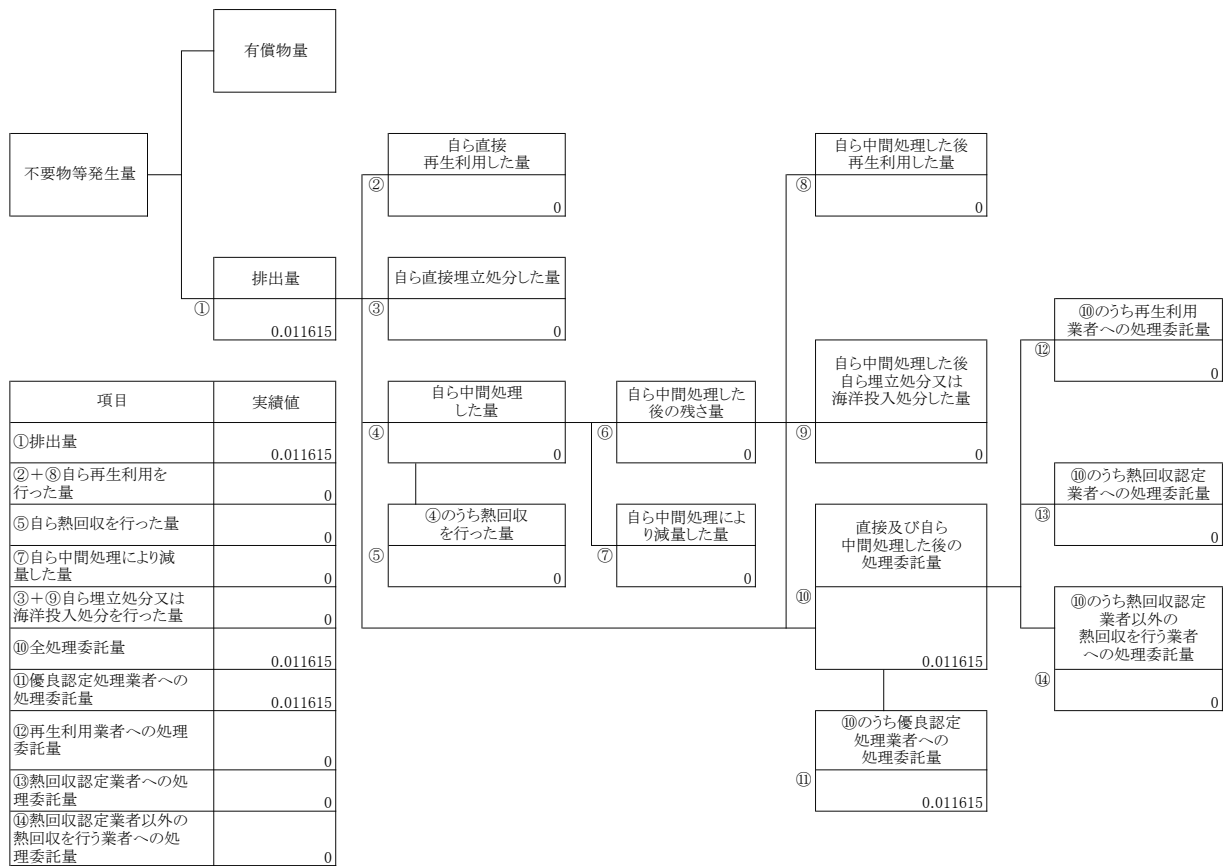 有償物量
不要物等発生量
自ら直接
再生利用した量
②
0
自ら中間処理した後
再生利用した量
⑧
0
排出量
①
0.011615
自ら直接埋立処分した量
③
0
⑩のうち再生利用
業者への処理委託量
⑫
0
自ら中間処理
した量
④
0
自ら中間処理した
後の残さ量
⑥
0
自ら中間処理した後
自ら埋立処分又は
海洋投入処分した量
⑨
0
⑩のうち熱回収認定
業者への処理委託量
⑬
0
④のうち熱回収
を行った量
⑤
0
自ら中間処理によ
り減量した量
⑦
0
直接及び自ら
中間処理した後の
処理委託量
⑩
0.011615
⑩のうち熱回収認定
業者以外の
熱回収を行う業者
への処理委託量
⑭
0
⑩のうち優良認定
処理業者への
処理委託量
⑪
0.011615
項目 実績値
①排出量 0.011615
②+⑧自ら再生利用を
行った量 0
⑤自ら熱回収を行った量 0
⑦自ら中間処理により減
量した量 0
③+⑨自ら埋立処分又は
海洋投入処分を行った量 0
⑩全処理委託量 0.011615
⑪優良認定処理業者への
処理委託量 0.011615
⑫再生利用業者への処理
委託量 0
⑬熱回収認定業者への処
理委託量 0
⑭熱回収認定業者以外の
熱回収を行う業者への処
理委託量 0